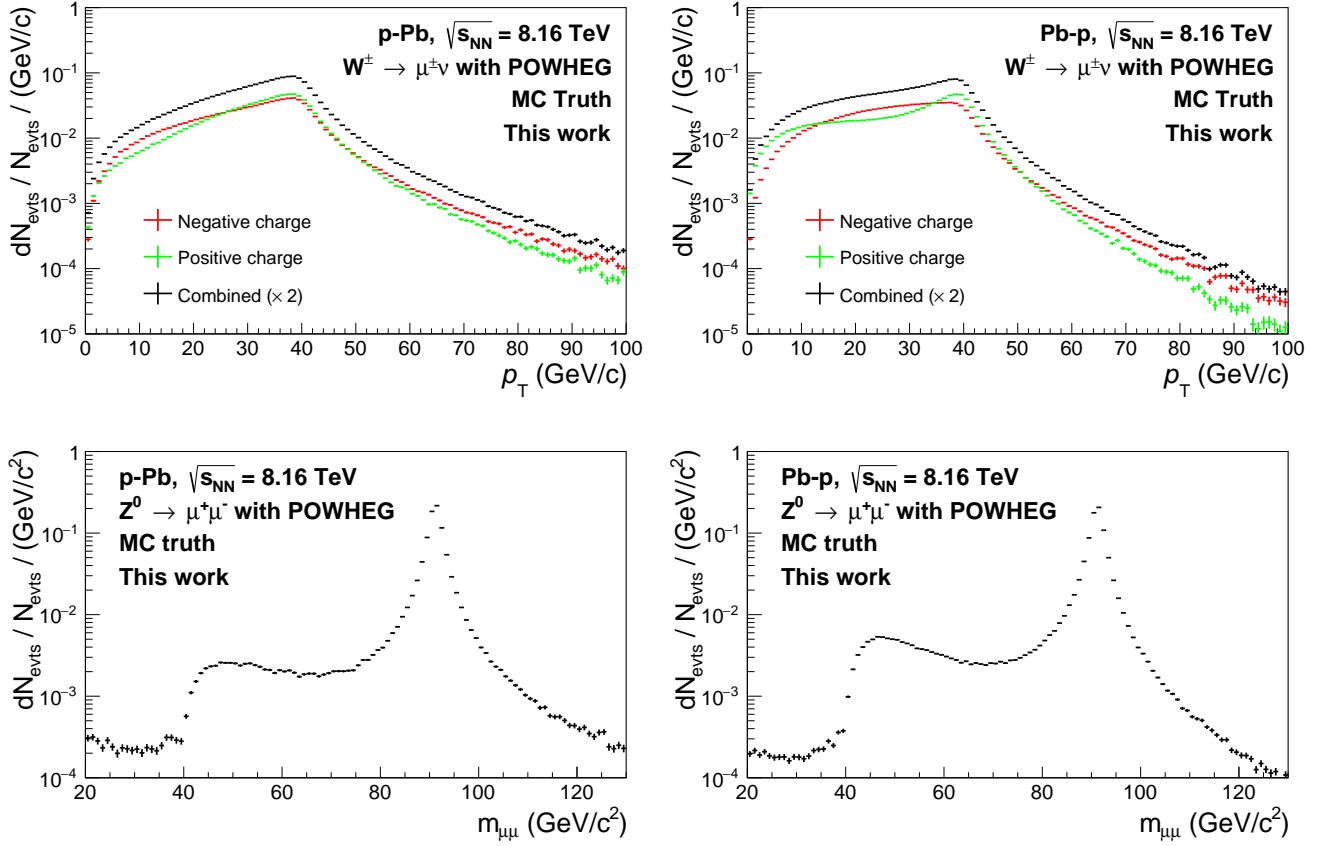 p-Pb, √s_NN = 8.16 TeV
W^± → μ^±ν with POWHEG
MC Truth
This work
Negative charge
Positive charge
Combined (× 2)
dN_evts / N_evts / (GeV/c)
1
10^−1
10^−2
10^−3
10^−4
10^−5
0 10 20 30 40 50 60 70 80 90 100
p_T (GeV/c)
Pb-p, √s_NN = 8.16 TeV
W^± → μ^±ν with POWHEG
MC Truth
This work
Negative charge
Positive charge
Combined (× 2)
dN_evts / N_evts / (GeV/c)
1
10^−1
10^−2
10^−3
10^−4
10^−5
0 10 20 30 40 50 60 70 80 90 100
p_T (GeV/c)
p-Pb, √s_NN = 8.16 TeV
Z^0 → μ^+μ^- with POWHEG
MC truth
This work
dN_evts / N_evts / (GeV/c^2)
1
10^−1
10^−2
10^−3
10^−4
20 40 60 80 100 120
m_μμ (GeV/c^2)
Pb-p, √s_NN = 8.16 TeV
Z^0 → μ^+μ^- with POWHEG
MC truth
This work
dN_evts / N_evts / (GeV/c^2)
1
10^−1
10^−2
10^−3
10^−4
20 40 60 80 100 120
m_μμ (GeV/c^2)